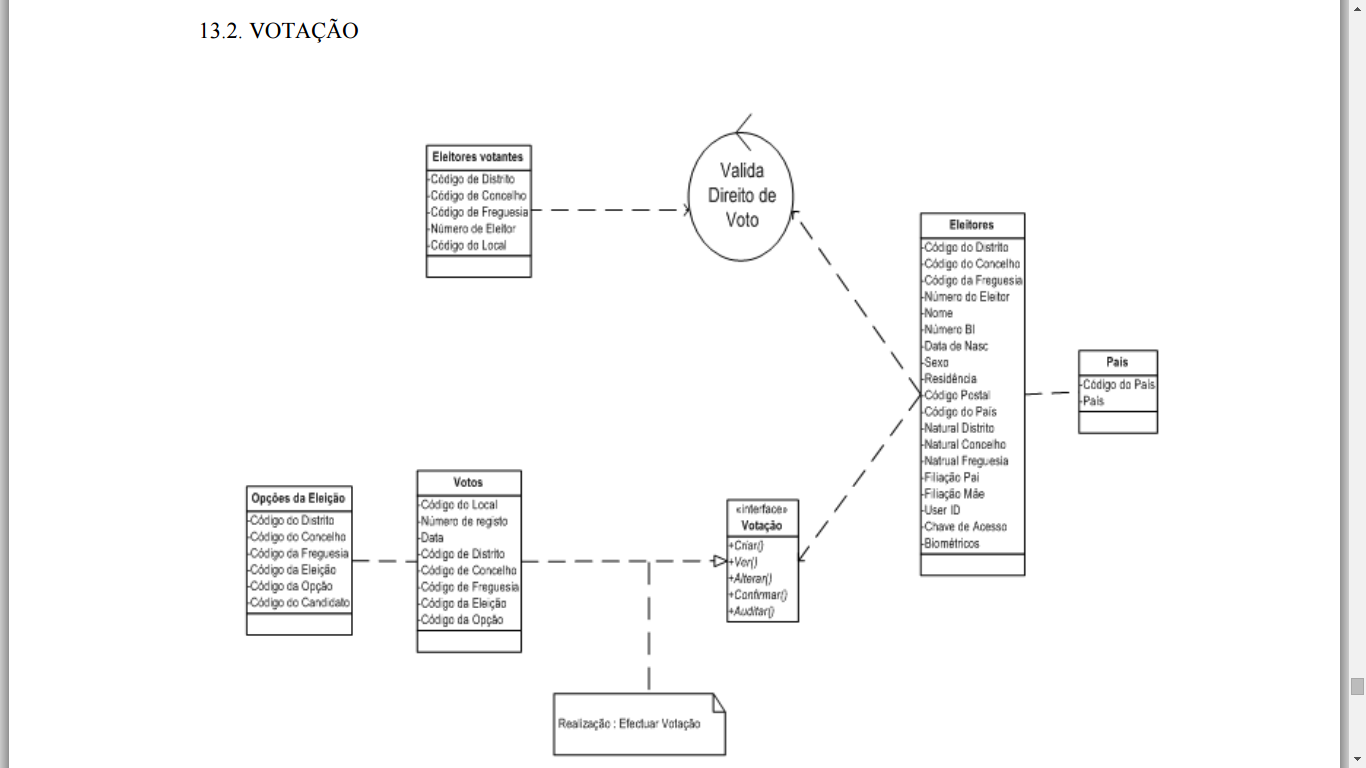 13.2. VOTAÇÃO
Eleitores votantes
-Código de Distrito
-Código de Concelho
-Código de Freguesia
-Número de Eleitor
-Código do Local
Valida
Direito de
Voto
Eleitores
-Código do Distrito
-Código do Concelho
-Código da Freguesia
-Número do Eleitor
-Nome
-Número BI
-Data de Nasc
-Sexo
-Residência
-Código Postal
-Código do País
-Natural Distrito
-Natural Concelho
-Natrual Freguesia
-Filiação Pai
-Filiação Mãe
-User ID
-Chave de Acesso
-Biométricos
País
-Código do País
-País
Opções da Eleição
-Código do Distrito
-Código do Concelho
-Código da Freguesia
-Código da Eleição
-Código da Opção
-Código do Candidato
Votos
-Código do Local
-Número de registo
-Data
-Código de Distrito
-Código de Concelho
-Código de Freguesia
-Código da Eleição
-Código da Opção
«interface»
Votação
+Criar()
+Ver()
+Alterar()
+Confirmar()
+Auditar()
Realização : Efectuar Votação